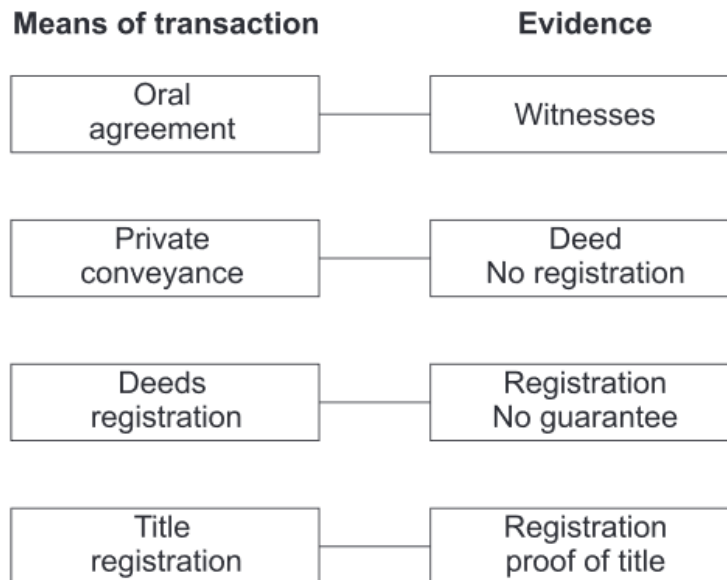 Means of transaction
Evidence
Oral
agreement
Witnesses
Private
conveyance
Deed
No registration
Deeds
registration
Registration
No guarantee
Title
registration
Registration
proof of title